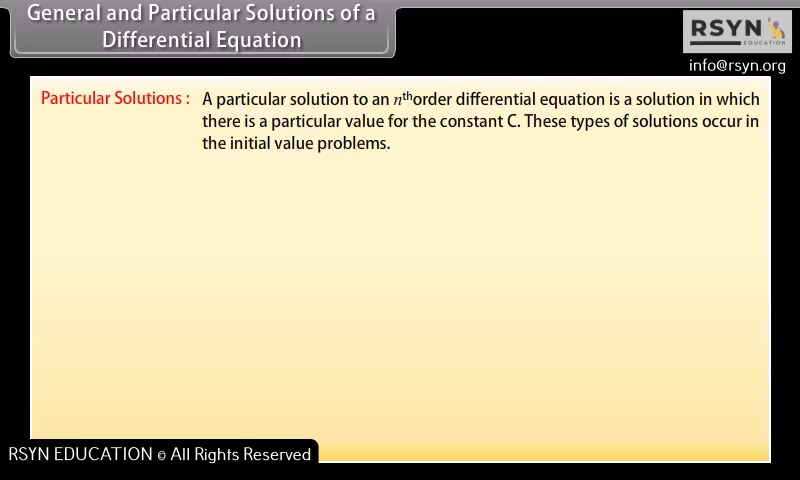 General and Particular Solutions of a
Differential Equation
RSYN
EDUCATION
info@rsyn.org
Particular Solutions : A particular solution to an nth order differential equation is a solution in which
there is a particular value for the constant C. These types of solutions occur in
the initial value problems.
RSYN EDUCATION © All Rights Reserved